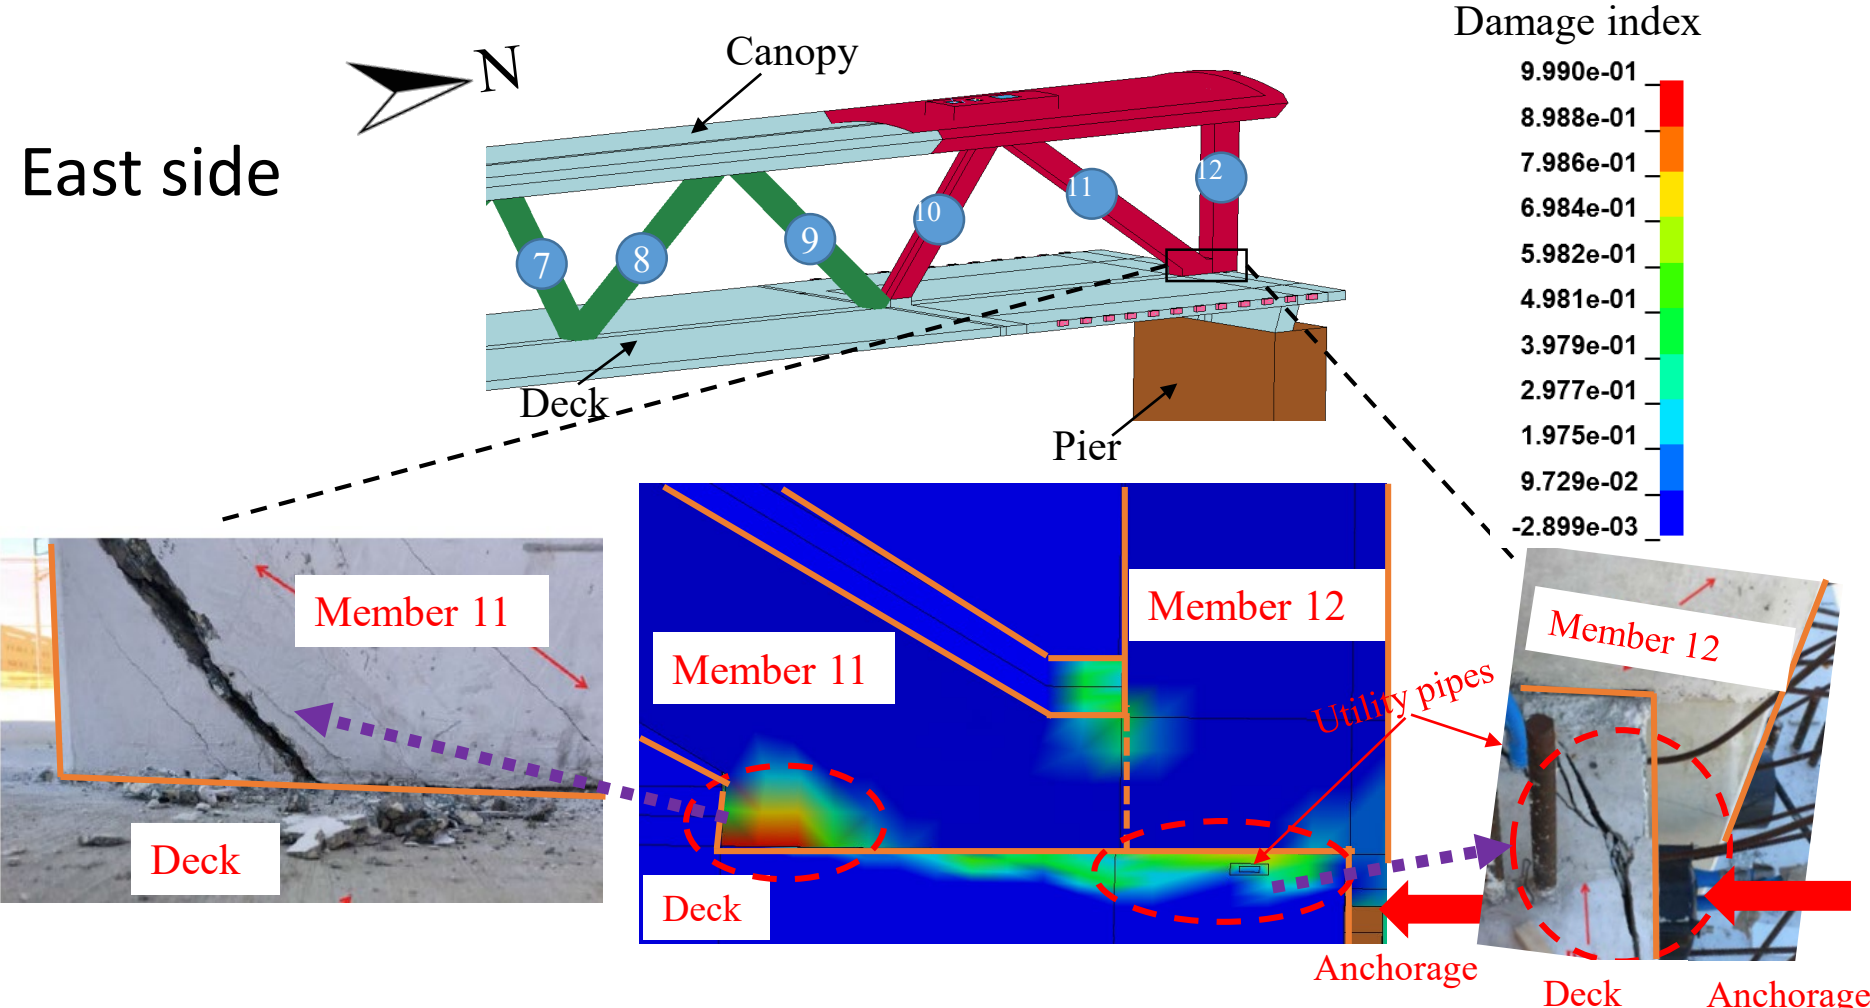 Damage index
N
Canopy
East side
9.990e-01
8.988e-01
7.986e-01
6.984e-01
5.982e-01
4.981e-01
3.979e-01
2.977e-01
1.975e-01
9.729e-02
-2.899e-03
7
8
9
10
11
12
Deck
Pier
Member 11
Deck
Member 11
Member 12
Utility pipes
Deck
Anchorage
Member 12
Deck
Anchorage